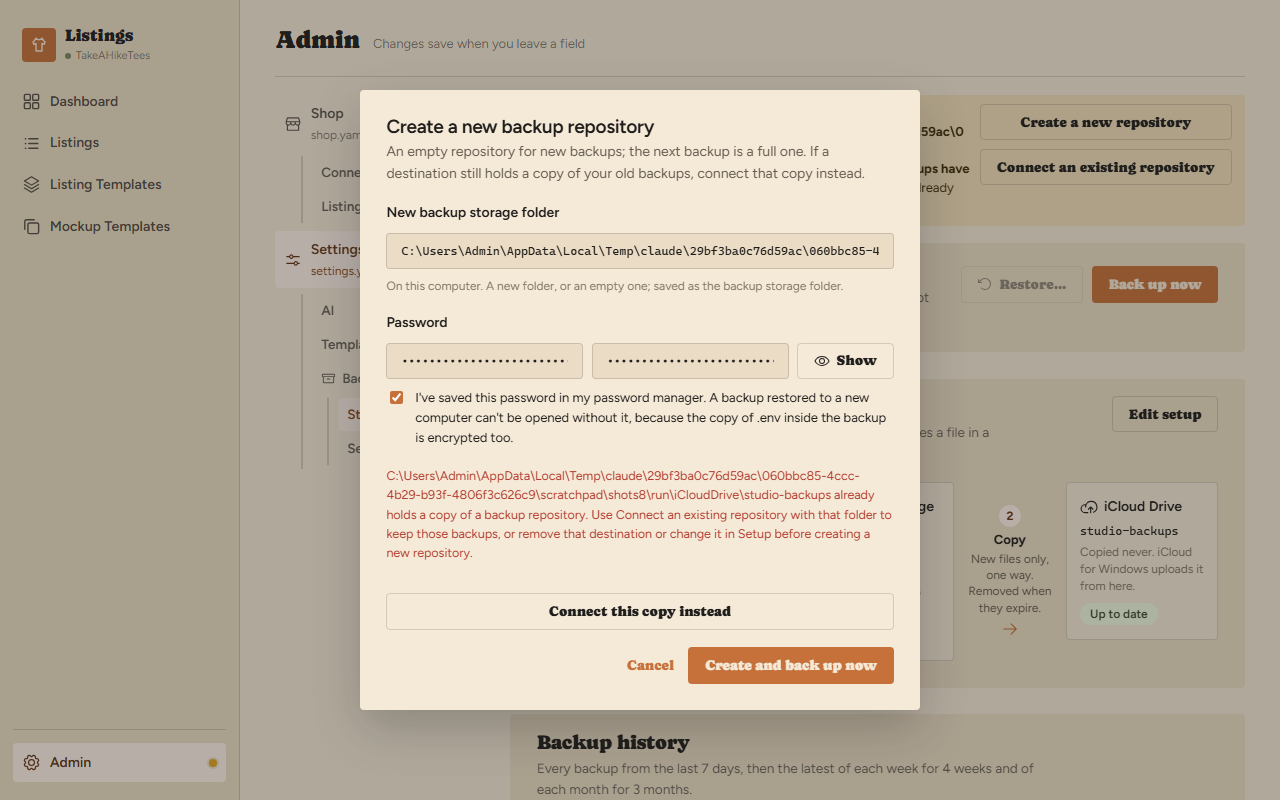 Listings
TakeAHikeTees
Dashboard
Listings
Listing Templates
Mockup Templates
Admin
Admin
Changes save when you leave a field
Shop
shop.yam
Conne
Listing
Settings
settings.y
AI
Templa
Bac
St
Se
59ac\0
ups have
lready
Create a new repository
Connect an existing repository
ot
Restore...
Back up now
es a file in a
Edit setup
ge
2
Copy
New files only,
one way.
Removed when
they expire.
iCloud Drive
studio-backups
Copied never. iCloud
for Windows uploads it
from here.
Up to date
Backup history
Every backup from the last 7 days, then the latest of each week for 4 weeks and of
each month for 3 months.
Create a new backup repository
An empty repository for new backups; the next backup is a full one. If a
destination still holds a copy of your old backups, connect that copy instead.
New backup storage folder
C:\Users\Admin\AppData\Local\Temp\claude\29bf3ba0c76d59ac\060bbc85-4
On this computer. A new folder, or an empty one; saved as the backup storage folder.
Password
Show
I've saved this password in my password manager. A backup restored to a new
computer can't be opened without it, because the copy of .env inside the backup
is encrypted too.
C:\Users\Admin\AppData\Local\Temp\claude\29bf3ba0c76d59ac\060bbc85-4ccc-
4b29-b93f-4806f3c626c9\scratchpad\shots8\run\iCloudDrive\studio-backups already
holds a copy of a backup repository. Use Connect an existing repository with that folder to
keep those backups, or remove that destination or change it in Setup before creating a
new repository.
Connect this copy instead
Cancel
Create and back up now